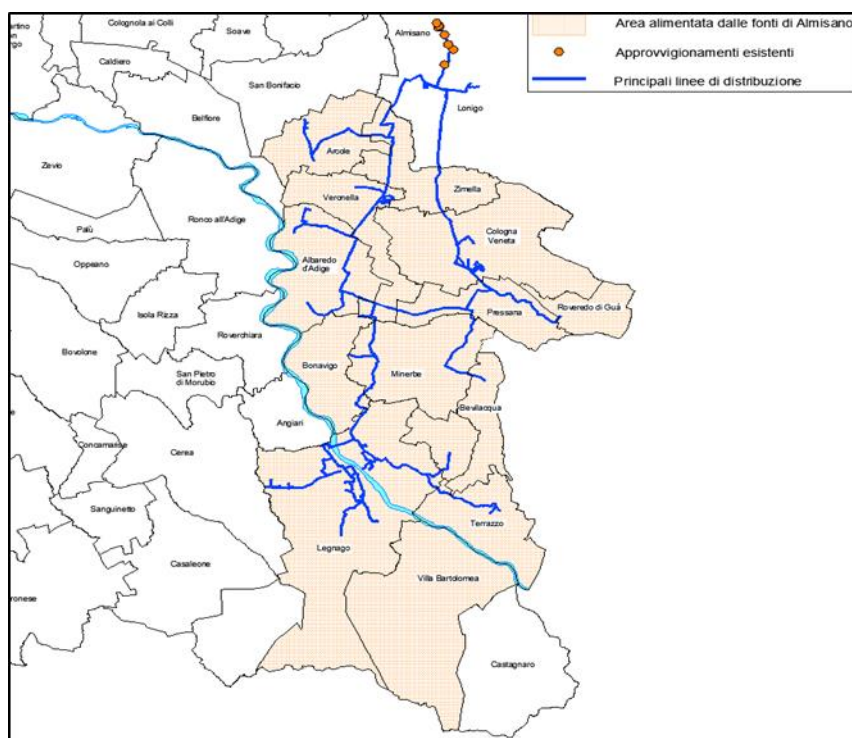 Colognola ai Colli
Soave
Almisano
Caldiero
San Bonifacio
Lonigo
Belfiore
Zevio
Arcole
Zimella
Veronella
Ronco all'Adige
Palù
Cologna
Veneta
Oppeano
Albaredo
d'Adige
Isola Rizza
Pressana
Roveredo di Guà
Roverchiara
Bovolone
San Pietro
di Morubio
Bonavigo
Minerbe
Bevilacqua
Angiari
Concamarise
Cerea
Sanguinetto
Terrazzo
Legnago
Casaleone
Villa Bartolomea
Castagnaro
Area alimentata dalle fonti di Almisano
Approvvigionamenti esistenti
Principali linee di distribuzione